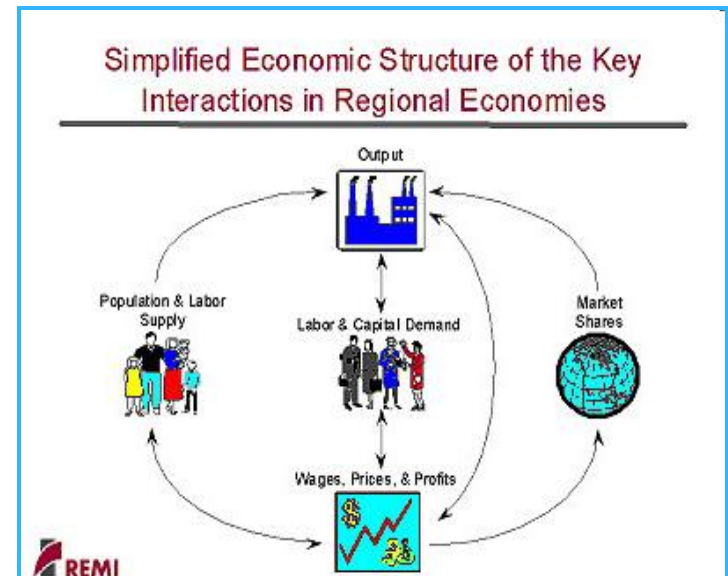 Simplified Economic Structure of the Key
Interactions in Regional Economies
Output
Population & Labor
Supply
Labor & Capital Demand
Market
Shares
Wages, Prices, & Profits
$
REMI